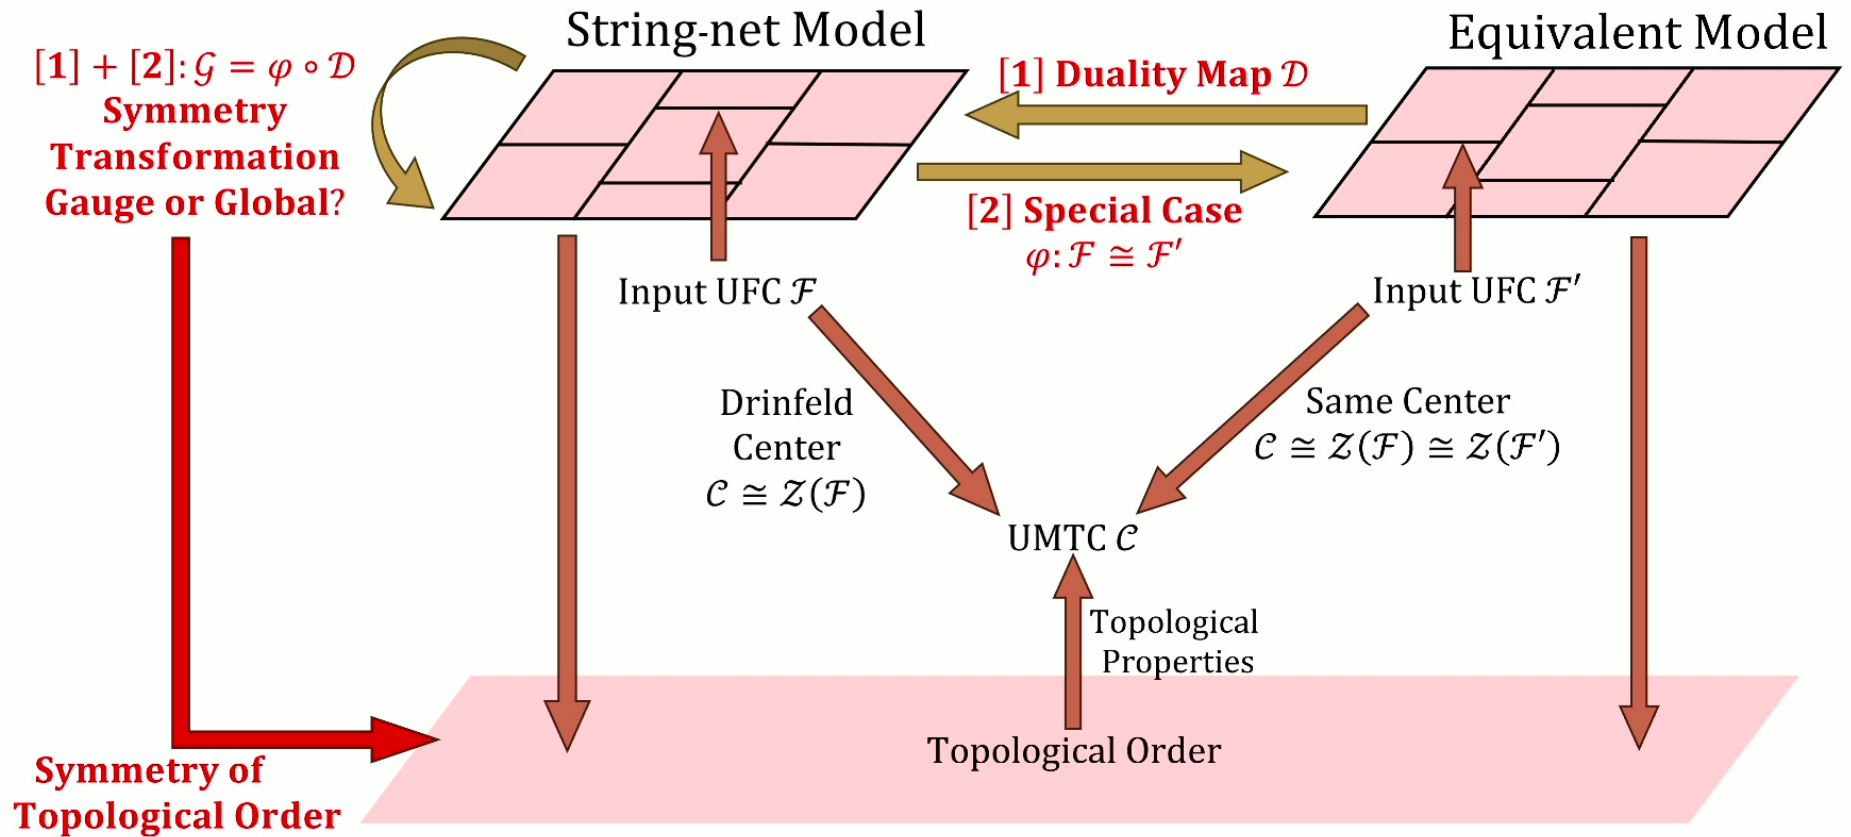 String-net Model
Equivalent Model
[1] + [2]: 𝒢 = φ ∘ 𝒟
Symmetry
Transformation
Gauge or Global?
[1] Duality Map 𝒟
[2] Special Case
φ: ℱ ≅ ℱ′
Input UFC ℱ
Input UFC ℱ′
Drinfeld
Center
𝒞 ≅ 𝒵(ℱ)
Same Center
𝒞 ≅ 𝒵(ℱ) ≅ 𝒵(ℱ′)
UMTC 𝒞
Topological
Properties
Topological Order
Symmetry of
Topological Order